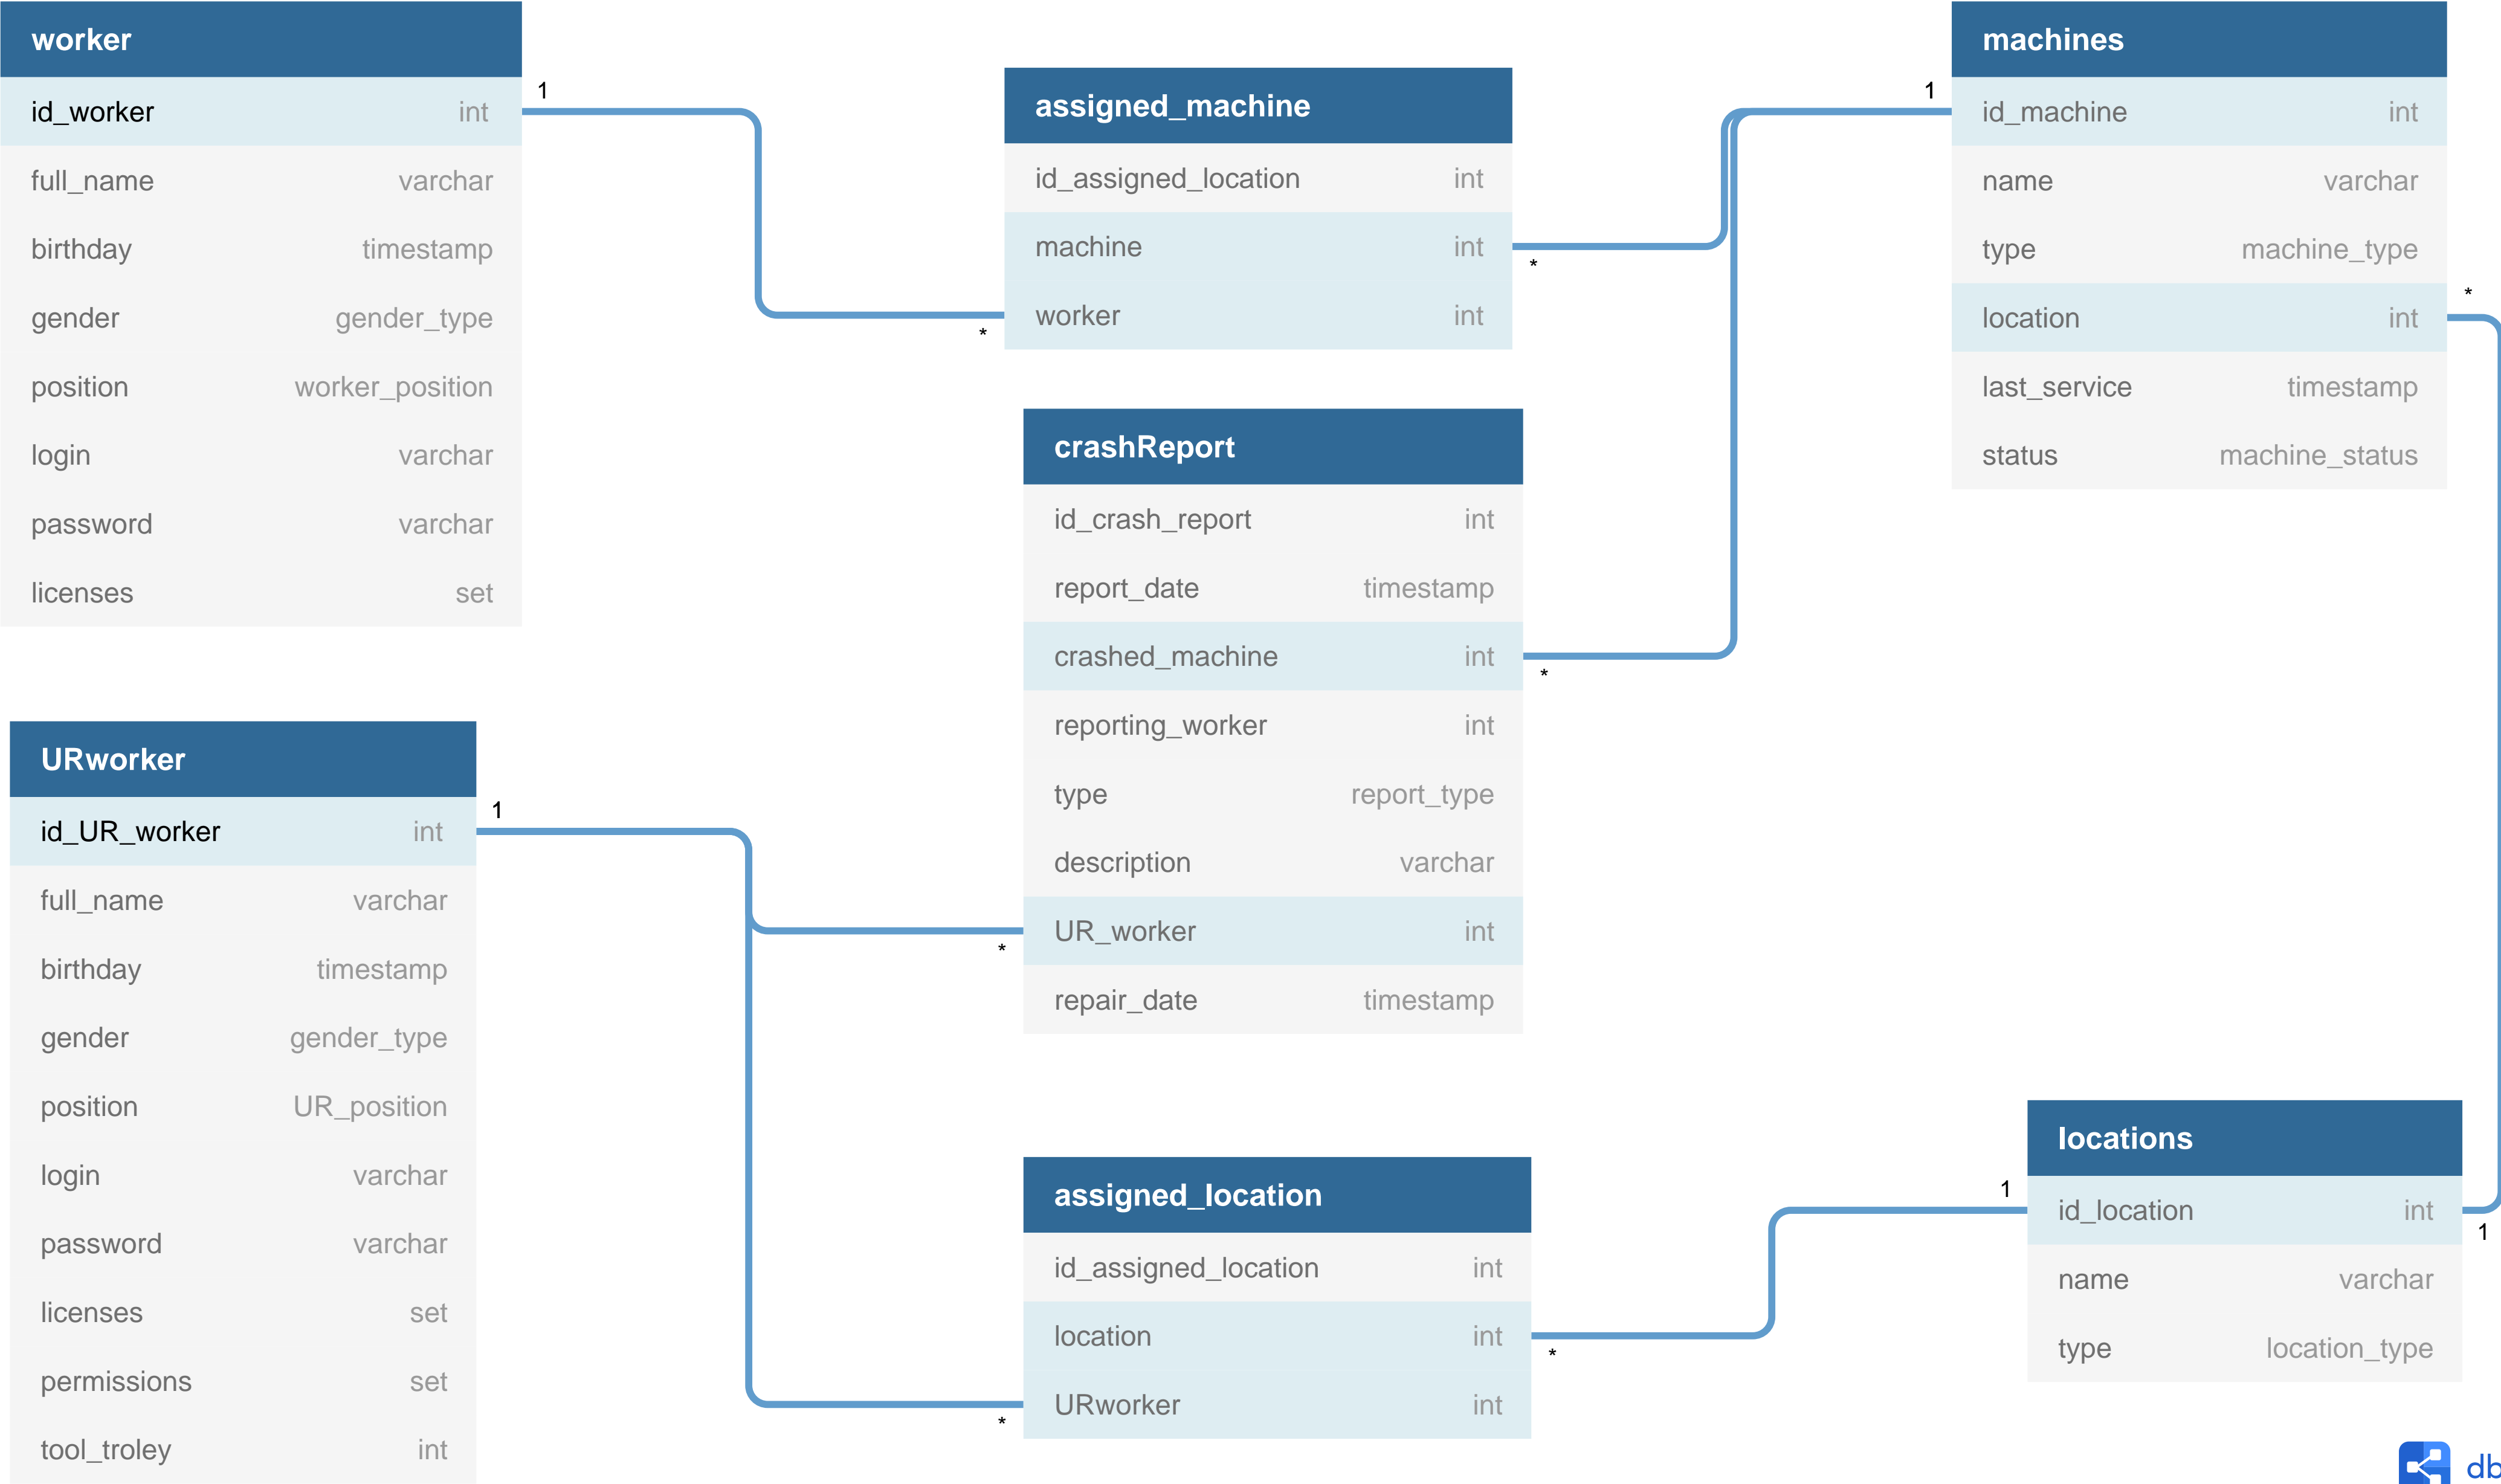 worker
id_worker int
full_name varchar
birthday timestamp
gender gender_type
position worker_position
login varchar
password varchar
licenses set
1
*
assigned_machine
id_assigned_location int
machine int
worker int
*
1
machines
id_machine int
name varchar
type machine_type
location int
last_service timestamp
status machine_status
*
crashReport
id_crash_report int
report_date timestamp
crashed_machine int
reporting_worker int
type report_type
description varchar
UR_worker int
repair_date timestamp
*
*
URworker
id_UR_worker int
full_name varchar
birthday timestamp
gender gender_type
position UR_position
login varchar
password varchar
licenses set
permissions set
tool_troley int
1
*
assigned_location
id_assigned_location int
location int
URworker int
*
1
locations
id_location int
name varchar
type location_type
1
db